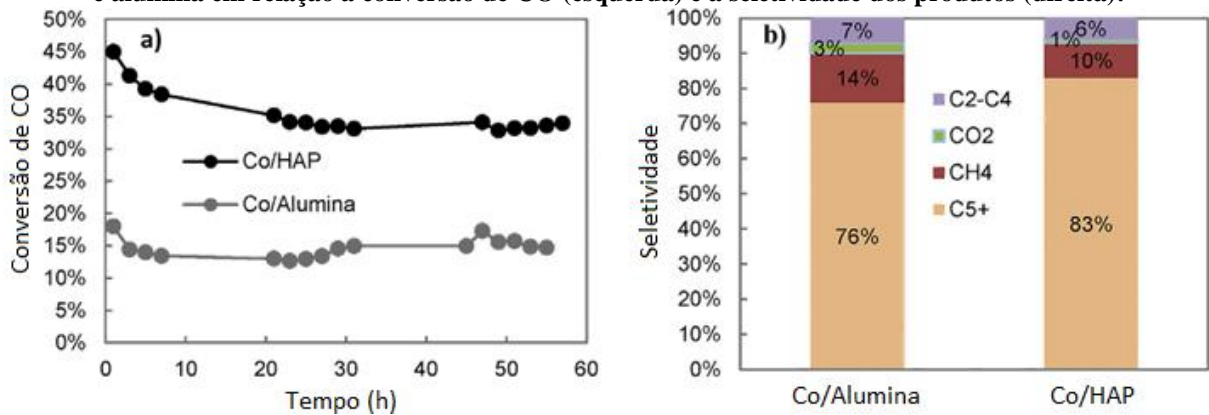 e alumina em relação à conversão de CO (esquerda) e à seletividade dos produtos (direita).
a)
Conversão de CO
50%
45%
40%
35%
30%
25%
20%
15%
10%
5%
0%
Co/HAP
Co/Alumina
0 10 20 30 40 50 60
Tempo (h)
b)
Seletividade
100%
90%
80%
70%
60%
50%
40%
30%
20%
10%
0%
7%
3%
14%
76%
6%
1%
10%
83%
C2-C4
CO2
CH4
C5+
Co/Alumina Co/HAP